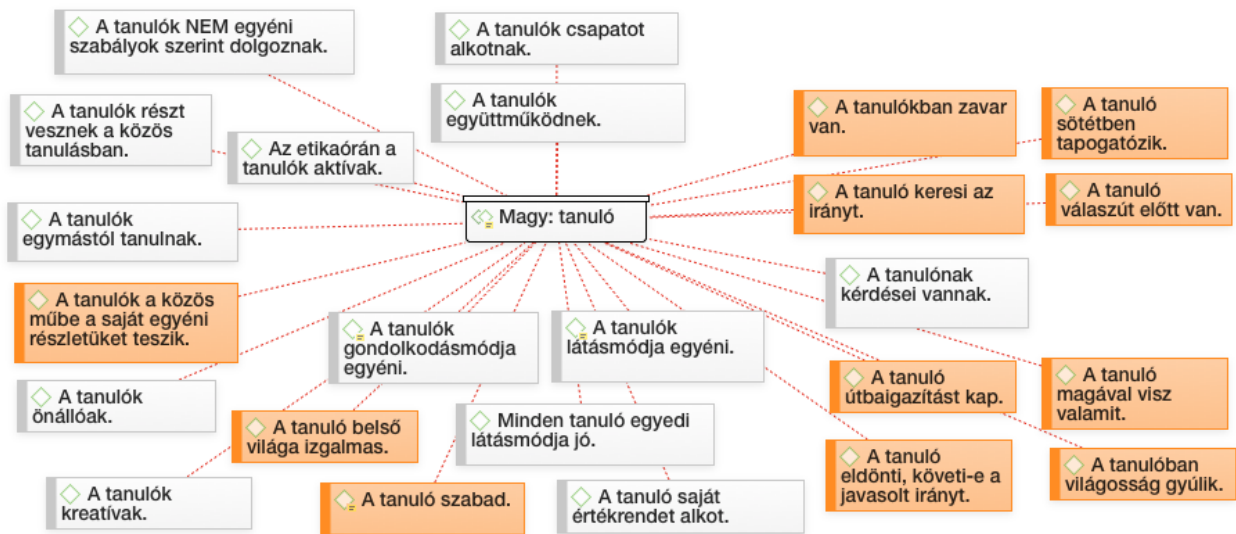 A tanulók NEM egyéni
szabályok szerint dolgoznak.
A tanulók csapatot
alkotnak.
A tanulók
együttműködnek.
A tanulók részt
vesznek a közös
tanulásban.
Az etikaórán a
tanulók aktívak.
A tanulókban zavar
van.
A tanuló
sötétben
tapogatózik.
A tanuló keresi az
irányt.
A tanuló
válaszút előtt van.
Magy: tanuló
A tanulók
egymástól tanulnak.
A tanulónak
kérdései vannak.
A tanulók a közös
műbe a saját egyéni
részletüket teszik.
A tanulók
gondolkodásmódja
egyéni.
A tanulók
látásmódja egyéni.
A tanuló
útbaigazítást kap.
A tanuló
magával visz
valamit.
A tanulók
önállóak.
A tanuló belső
világa izgalmas.
Minden tanuló egyedi
látásmódja jó.
A tanuló
eldönti, követi-e a
javasolt irányt.
A tanulóban
világosság gyúlik.
A tanulók
kreatívak.
A tanuló szabad.
A tanuló saját
értékrendet alkot.